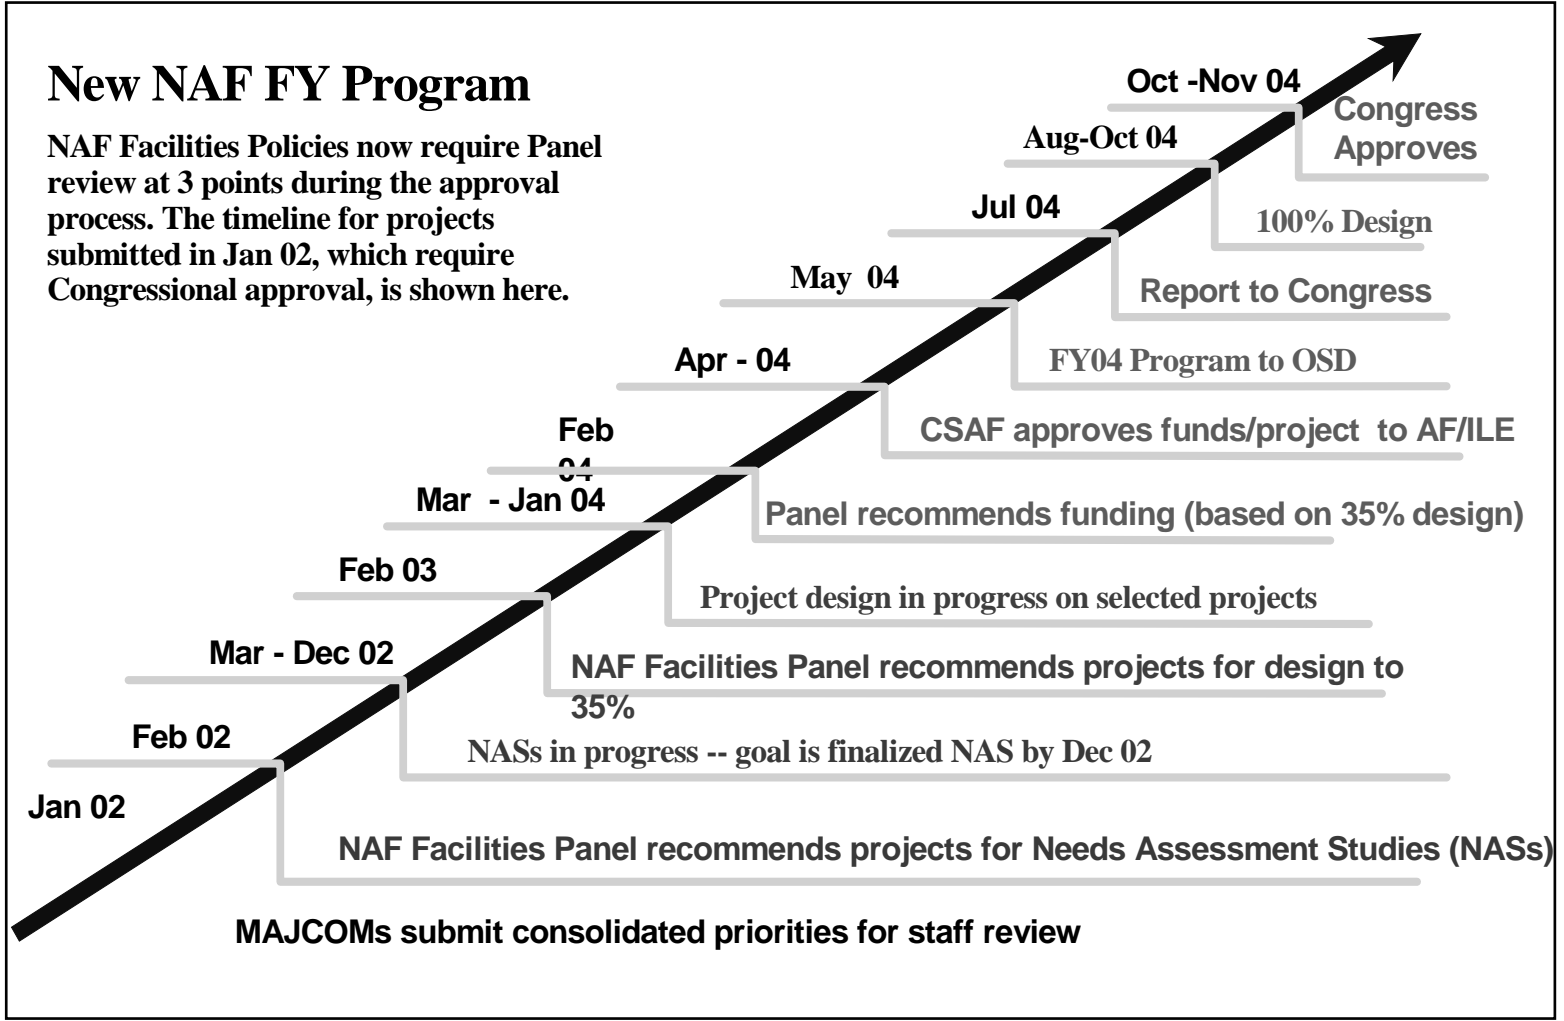 New NAF FY Program
NAF Facilities Policies now require Panel
review at 3 points during the approval
process. The timeline for projects
submitted in Jan 02, which require
Congressional approval, is shown here.
Oct -Nov 04
Congress
Approves
Aug-Oct 04
100% Design
Jul 04
Report to Congress
May  04
FY04 Program to OSD
Apr - 04
CSAF approves funds/project  to AF/ILE
Feb
04
Panel recommends funding (based on 35% design)
Mar  - Jan 04
Project design in progress on selected projects
Feb 03
NAF Facilities Panel recommends projects for design to
35%
Mar - Dec 02
NASs in progress -- goal is finalized NAS by Dec 02
Feb 02
NAF Facilities Panel recommends projects for Needs Assessment Studies (NASs)
Jan 02
MAJCOMs submit consolidated priorities for staff review